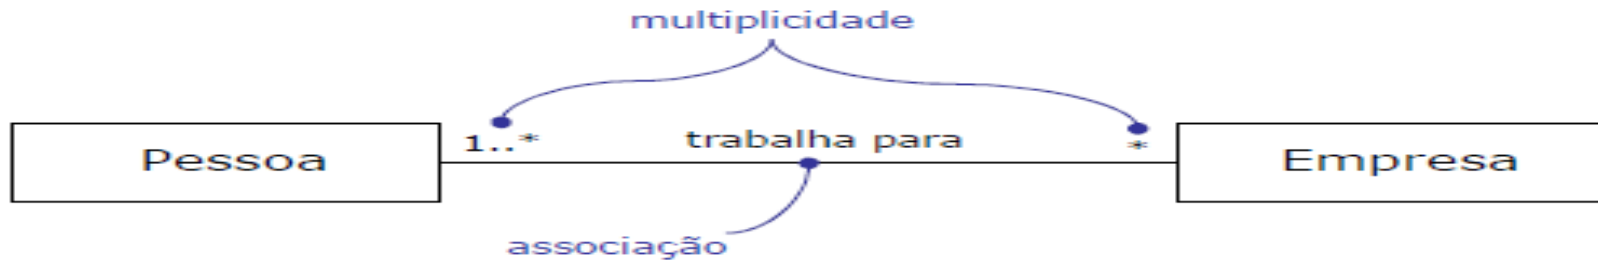 multiplicidade
Pessoa
1..*
trabalha para
*
Empresa
associação